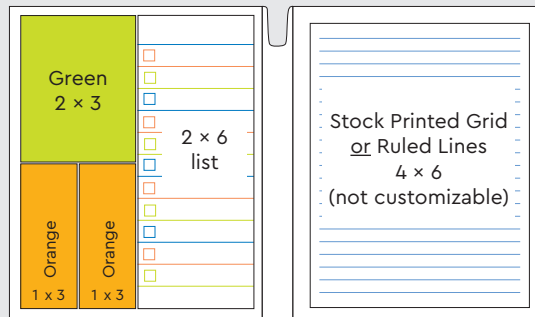 Green
2 × 3
Orange
1 x 3
Orange
1 x 3
2 × 6
list
Stock Printed Grid
or Ruled Lines
4 × 6
(not customizable)